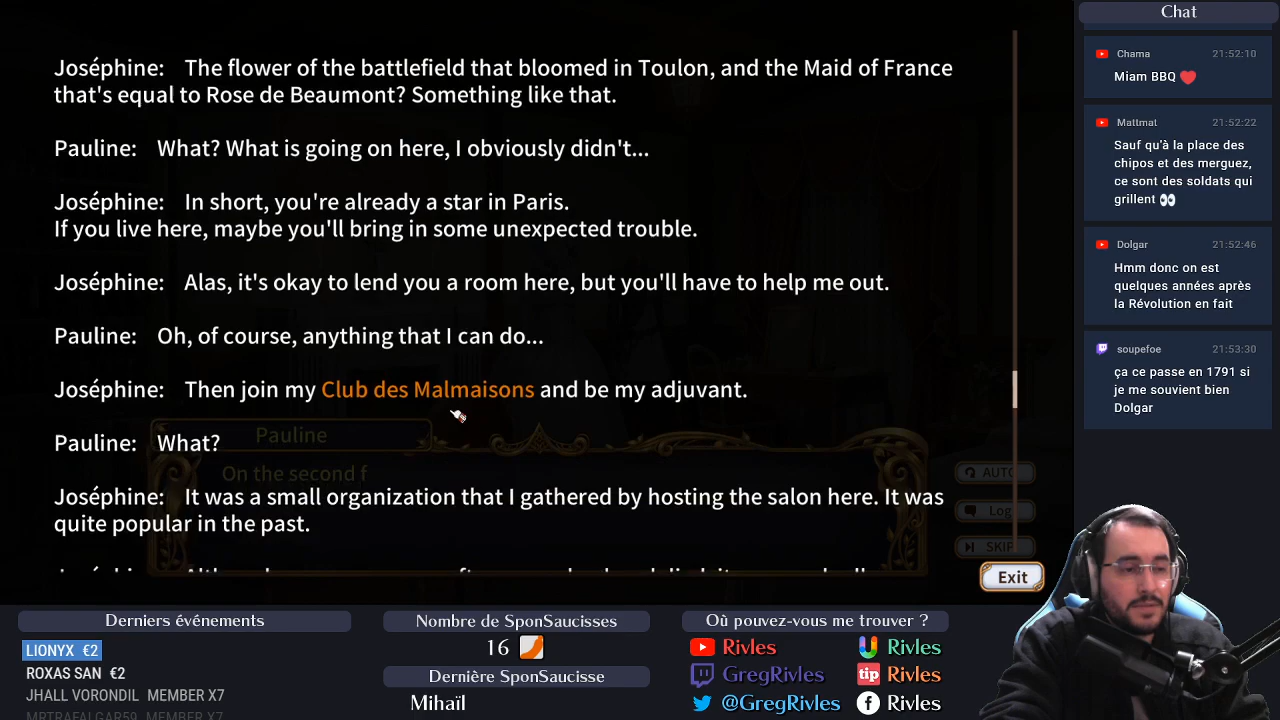 Joséphine: The flower of the battlefield that bloomed in Toulon, and the Maid of France
that's equal to Rose de Beaumont? Something like that.
Pauline: What? What is going on here, I obviously didn't...
Joséphine: In short, you're already a star in Paris.
If you live here, maybe you'll bring in some unexpected trouble.
Joséphine: Alas, it's okay to lend you a room here, but you'll have to help me out.
Pauline: Oh, of course, anything that I can do...
Joséphine: Then join my Club des Malmaisons and be my adjuvant.
Pauline
Pauline: What?
On the second f
Joséphine: It was a small organization that I gathered by hosting the salon here. It was
quite popular in the past.
AUTO
Log
SKIP
Exit
Chat
Chama 21:52:10
Miam BBQ ❤️
Mattmat 21:52:22
Sauf qu'à la place des
chipos et des merguez,
ce sont des soldats qui
grillent 👀
Dolgar 21:52:46
Hmm donc on est
quelques années après
la Révolution en fait
soupefoe 21:53:30
ça ce passe en 1791 si
je me souvient bien
Dolgar
Derniers événements
LIONYX €2
ROXAS SAN €2
JHALL VORONDIL MEMBER X7
MRTRAFALGAR59 MEMBER X7
Nombre de SponSaucisses
16
Dernière SponSaucisse
Mihaïl
Où pouvez-vous me trouver ?
Rivles
Rivles
GregRivles
tip Rivles
@GregRivles
Rivles